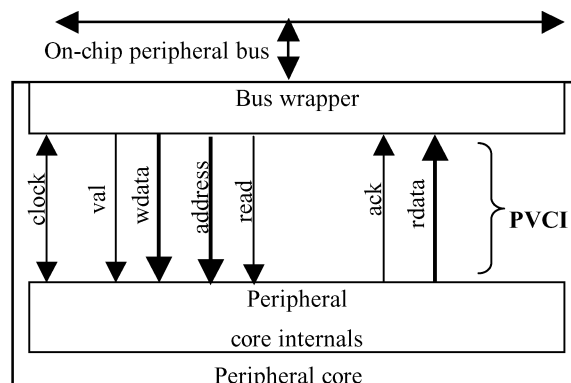 On-chip peripheral bus
Bus wrapper
clock
val
wdata
address
read
ack
rdata
PVCI
Peripheral
core internals
Peripheral core